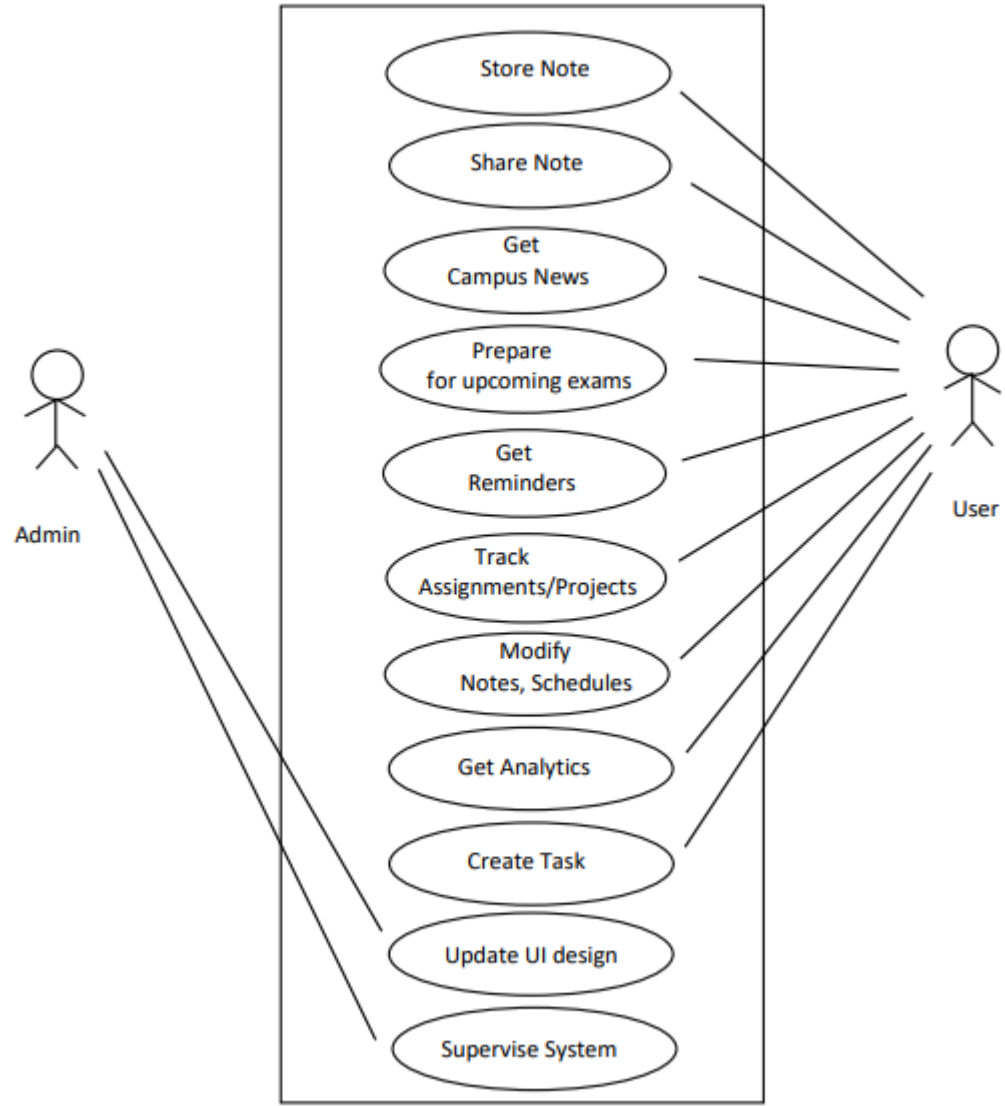 Store Note
Share Note
Get
Campus News
Prepare
for upcoming exams
Get
Reminders
User
Admin
Track
Assignments/Projects
Modify
Notes, Schedules
Get Analytics
Create Task
Update UI design
Supervise System